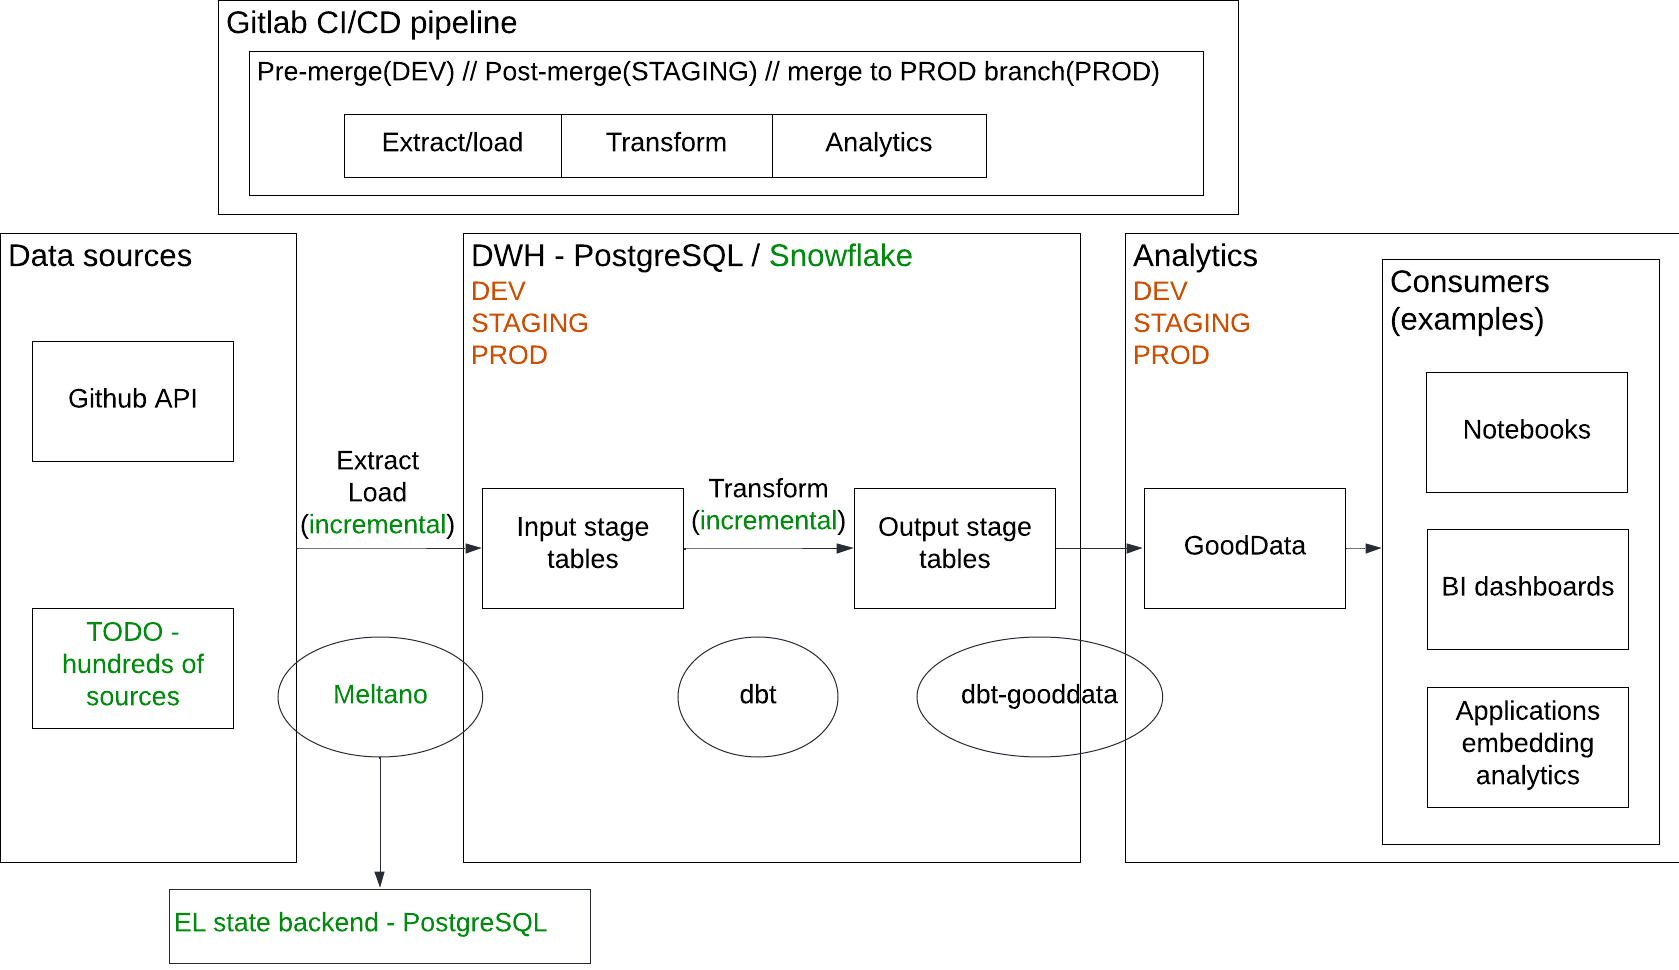 Gitlab CI/CD pipeline
Pre-merge(DEV) // Post-merge(STAGING) // merge to PROD branch(PROD)
Extract/load
Transform
Analytics
Data sources
Github API
TODO -
hundreds of
sources
Extract
Load
(incremental)
Meltano
EL state backend - PostgreSQL
DWH - PostgreSQL / Snowflake
DEV
STAGING
PROD
Input stage
tables
Transform
(incremental)
Output stage
tables
dbt
dbt-gooddata
Analytics
DEV
STAGING
PROD
GoodData
Consumers
(examples)
Notebooks
BI dashboards
Applications
embedding
analytics